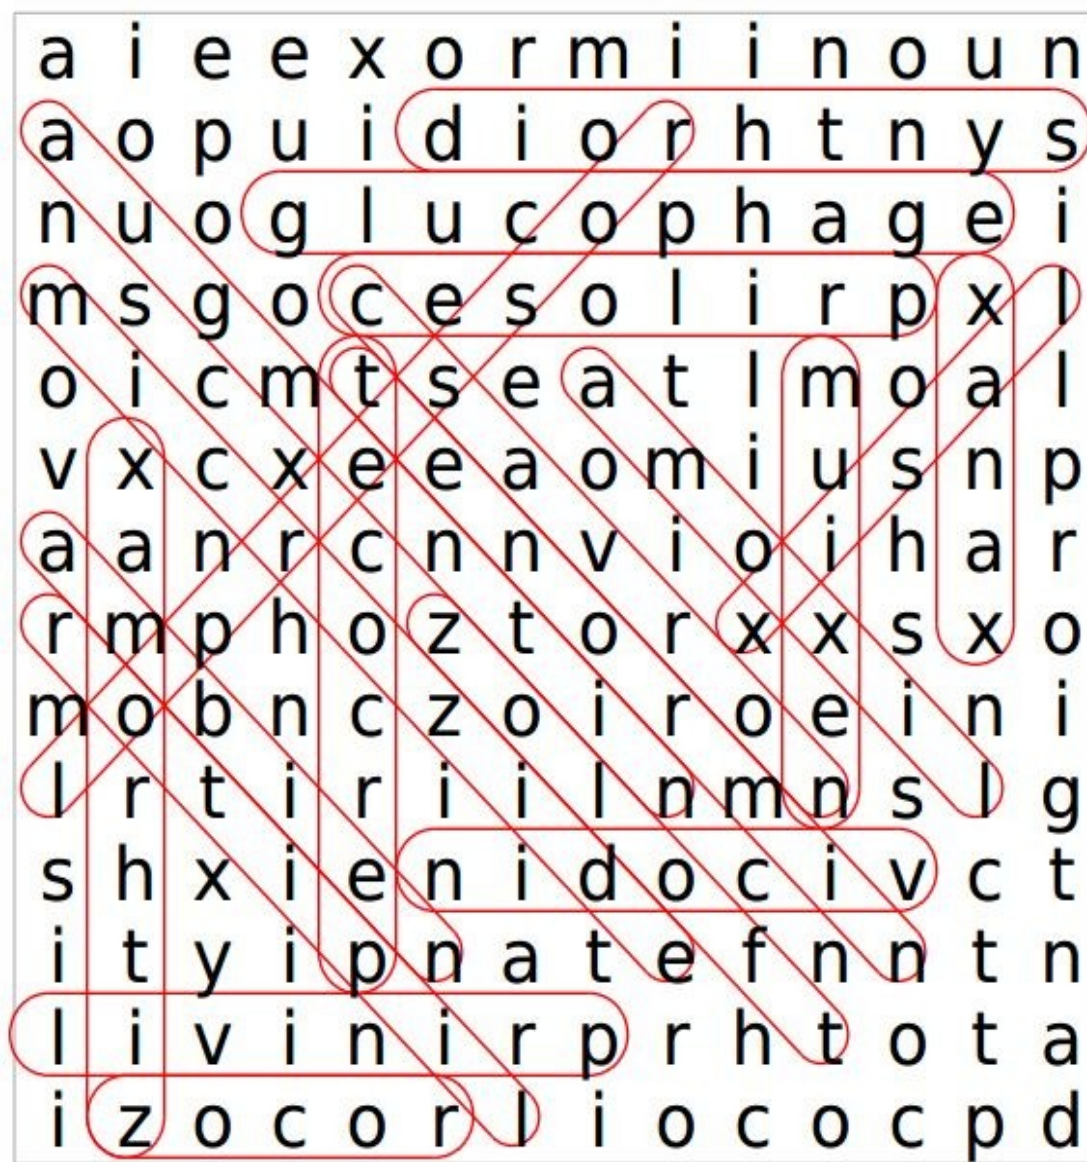 a i e e x o r m i i n o u n
a o p u i d i o r h t n y s
n u o g l u c o p h a g e i
m s g o c e s o l i r p x l
o i c m t s e a t l m o a l
v x c x e e a o m i u s n p
a a n r c n n v i o i h a r
r m p h o z t o r x x s x o
m o b n c z o i r o e i n i
l r t i r i i l n m n s l g
s h x i e n i d o c i v c t
i t y i p n a t e f n n t n
l i v i n i r p r h t o t a
i z o c o r l i o c o c p d